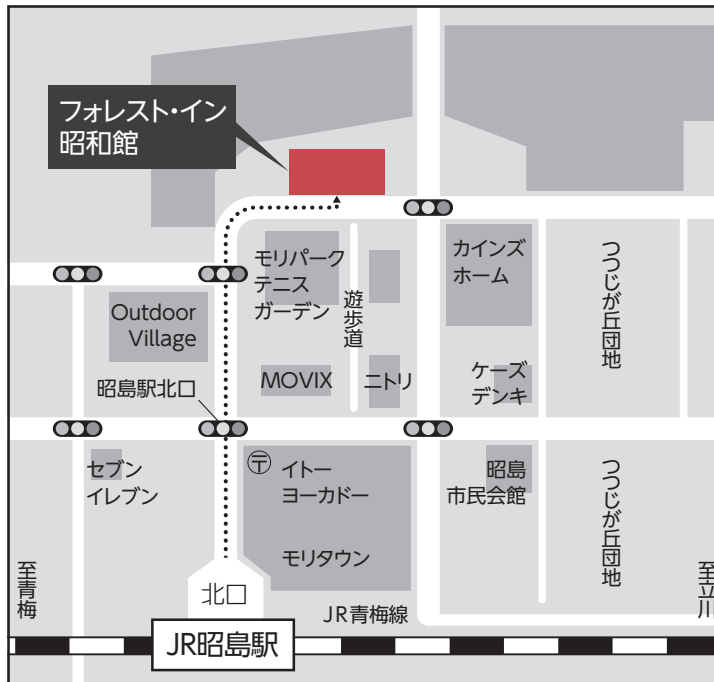 フォレスト・イン
昭和館
モリパーク
テニス
ガーデン
遊歩道
カインズ
ホーム
つつじが丘団地
Outdoor
Village
昭島駅北口
MOVIX
ニトリ
ケーズ
デンキ
セブン
イレブン
〒
イトー
ヨーカドー
モリタウン
昭島
市民会館
つつじが丘団地
至青梅
北口
JR青梅線
至立川
JR昭島駅